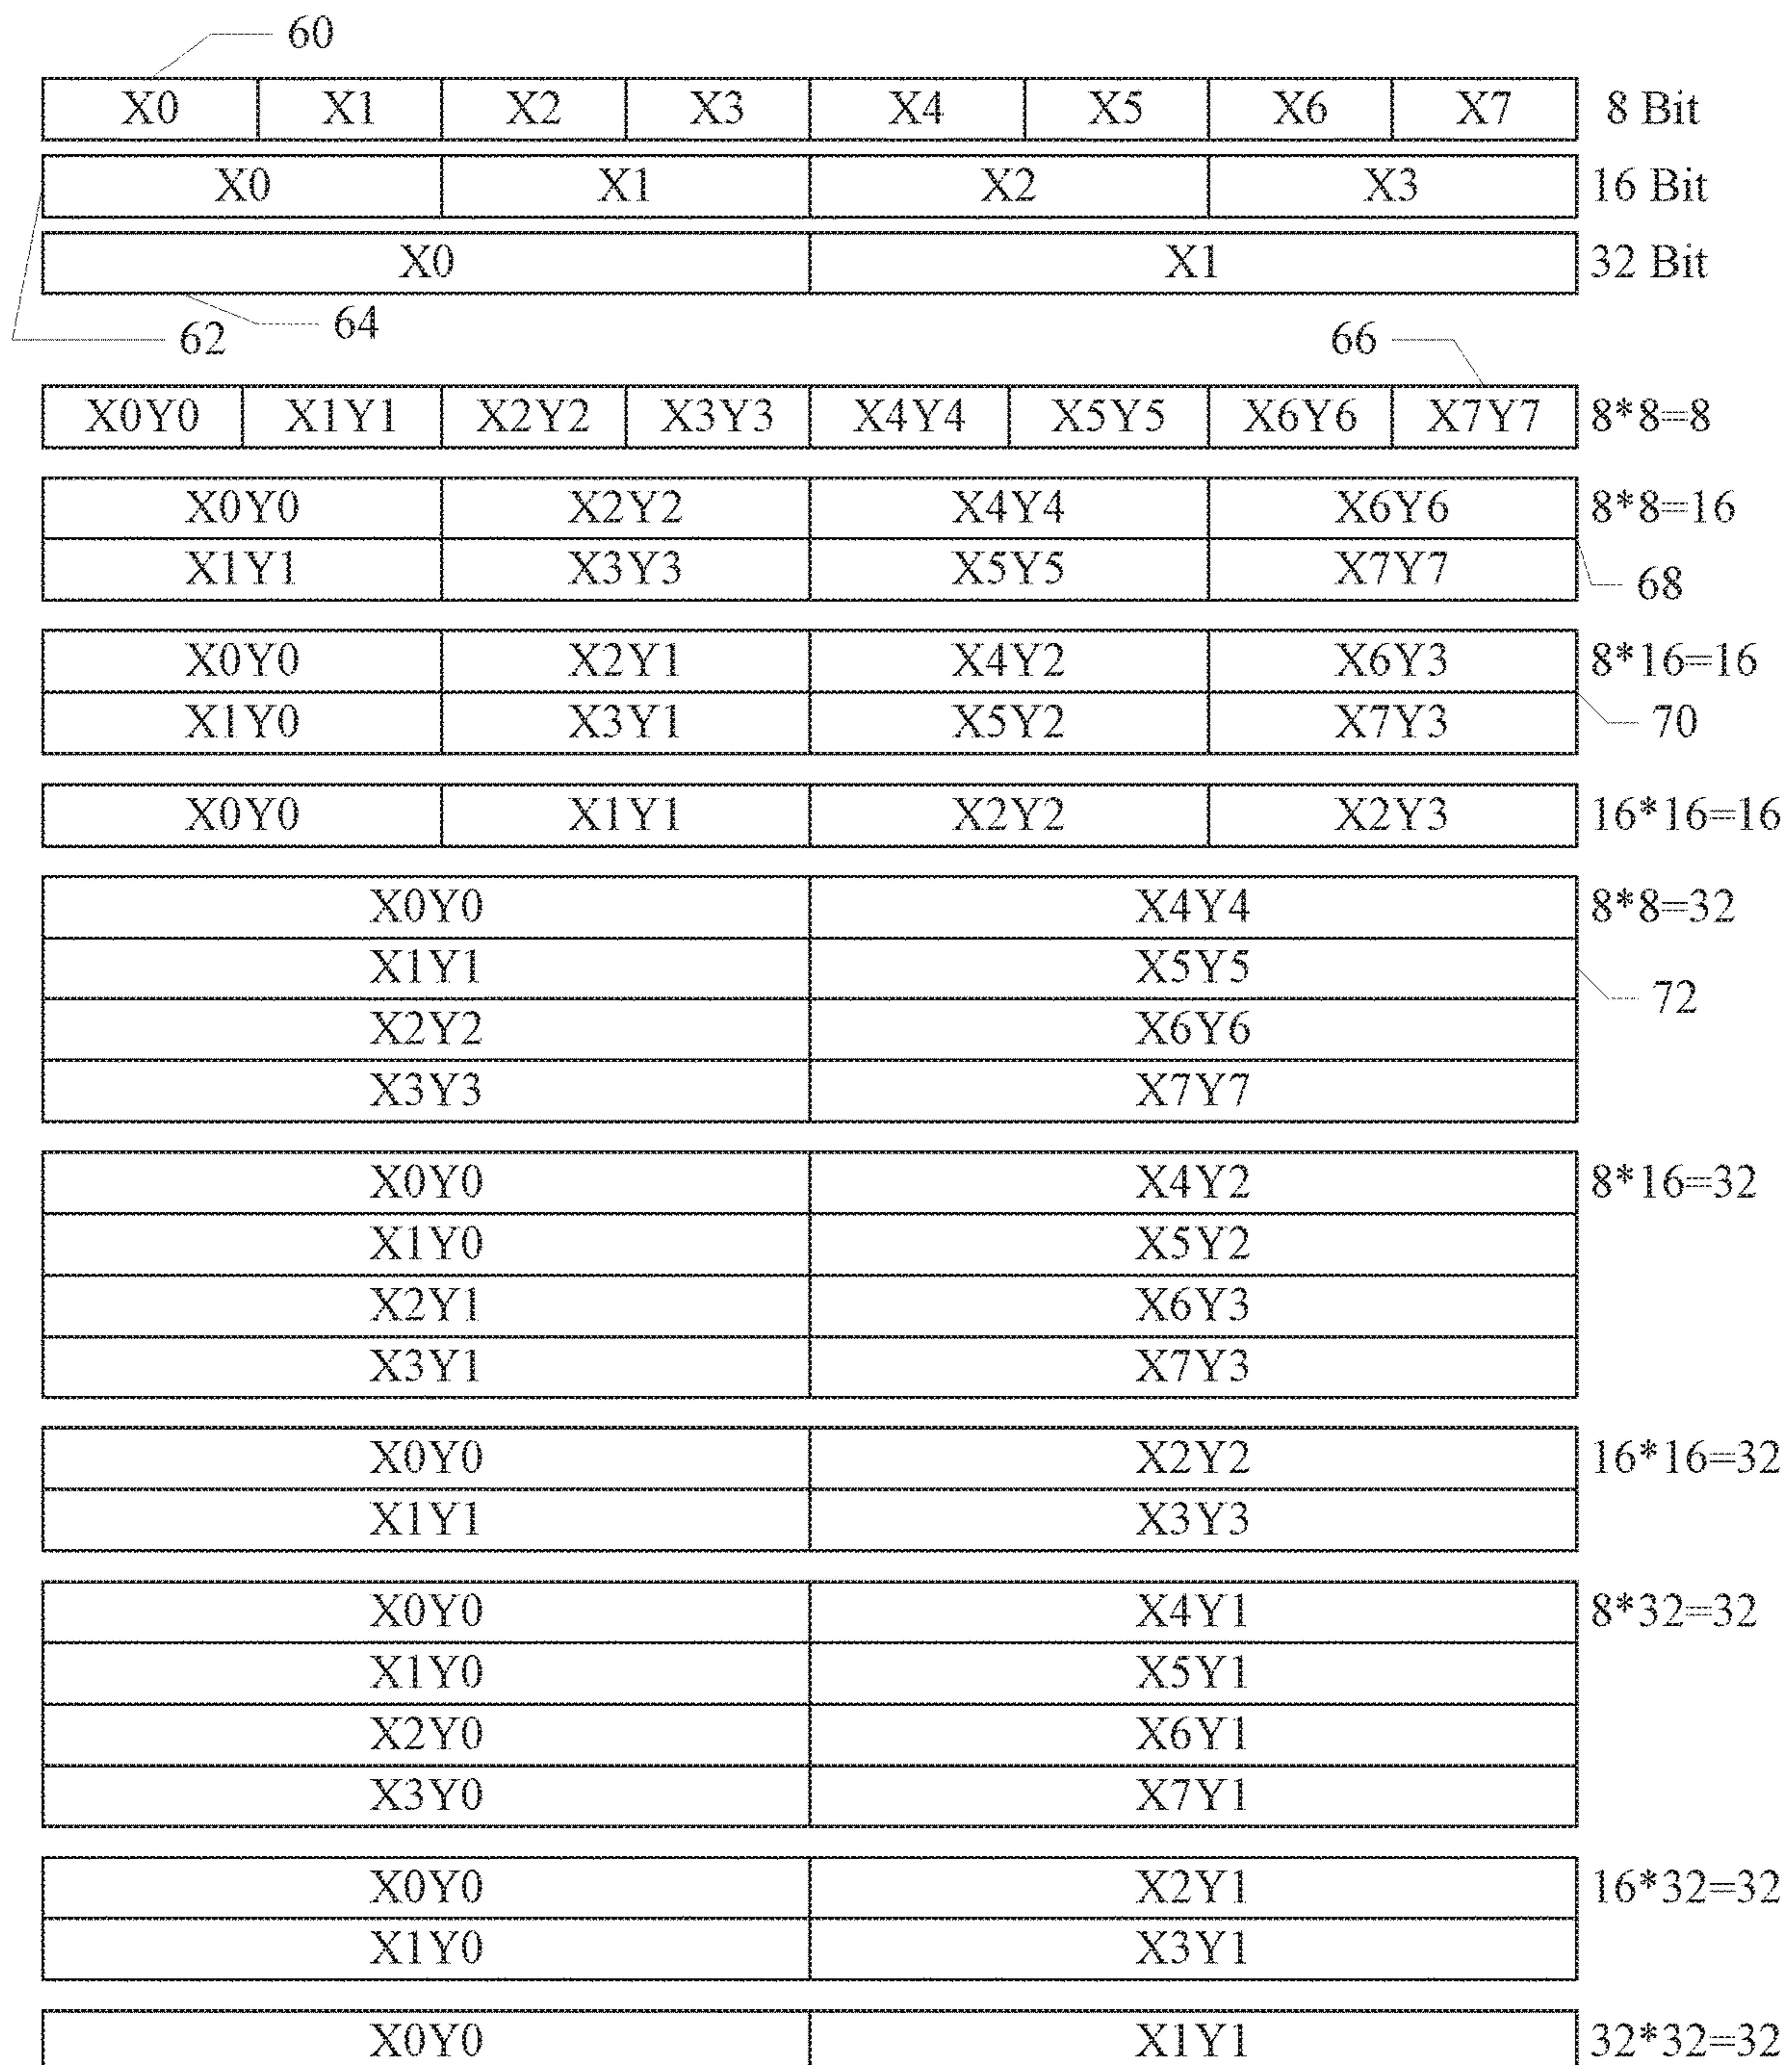 60
X0 X1 X2 X3 X4 X5 X6 X7 8 Bit
X0 X1 X2 X3 16 Bit
X0 X1 32 Bit
62 64 66
X0Y0 X1Y1 X2Y2 X3Y3 X4Y4 X5Y5 X6Y6 X7Y7 8*8=8
X0Y0 X2Y2 X4Y4 X6Y6 8*8=16
X1Y1 X3Y3 X5Y5 X7Y7 68
X0Y0 X2Y1 X4Y2 X6Y3 8*16=16
X1Y0 X3Y1 X5Y2 X7Y3 70
X0Y0 X1Y1 X2Y2 X2Y3 16*16=16
X0Y0 X4Y4 8*8=32
X1Y1 X5Y5
72
X2Y2 X6Y6
X3Y3 X7Y7
X0Y0 X4Y2 8*16=32
X1Y0 X5Y2
X2Y1 X6Y3
X3Y1 X7Y3
X0Y0 X2Y2 16*16=32
X1Y1 X3Y3
X0Y0 X4Y1 8*32=32
X1Y0 X5Y1
X2Y0 X6Y1
X3Y0 X7Y1
X0Y0 X2Y1 16*32=32
X1Y0 X3Y1
X0Y0 X1Y1 32*32=32